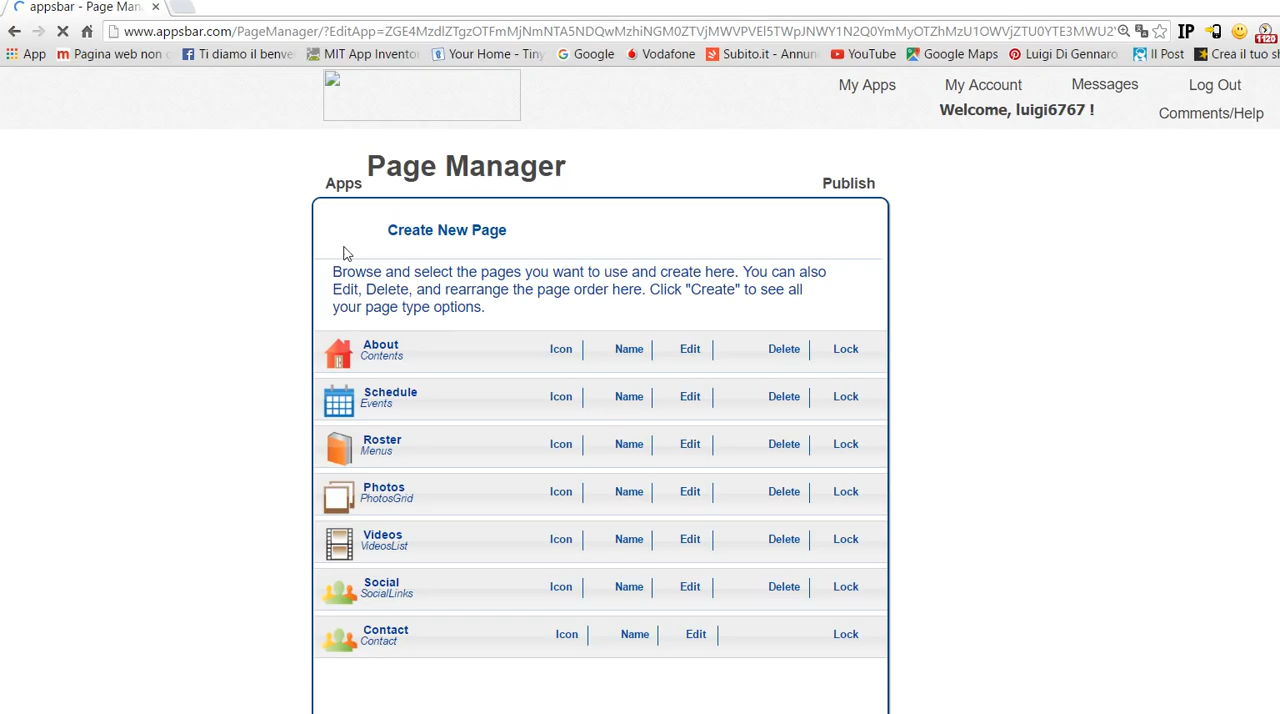 appsbar - Page Man
www.appsbar.com/PageManager/?EditApp=
App Pagina web non Ti diamo il benve MIT App Inventor Your Home - Tiny Google Vodafone Subito.it - Annun YouTube Google Maps Luigi Di Gennaro Il Post Crea il tuo s
IP
1120
My Apps My Account Messages Log Out
Welcome, luigi6767 ! Comments/Help
Page Manager
Apps Publish
Create New Page
Browse and select the pages you want to use and create here. You can also
Edit, Delete, and rearrange the page order here. Click "Create" to see all
your page type options.
About Icon Name Edit Delete Lock
Contents
Schedule Icon Name Edit Delete Lock
Events
Roster Icon Name Edit Delete Lock
Menus
Photos Icon Name Edit Delete Lock
PhotosGrid
Videos Icon Name Edit Delete Lock
VideosList
Social Icon Name Edit Delete Lock
SocialLinks
Contact Icon Name Edit Lock
Contact